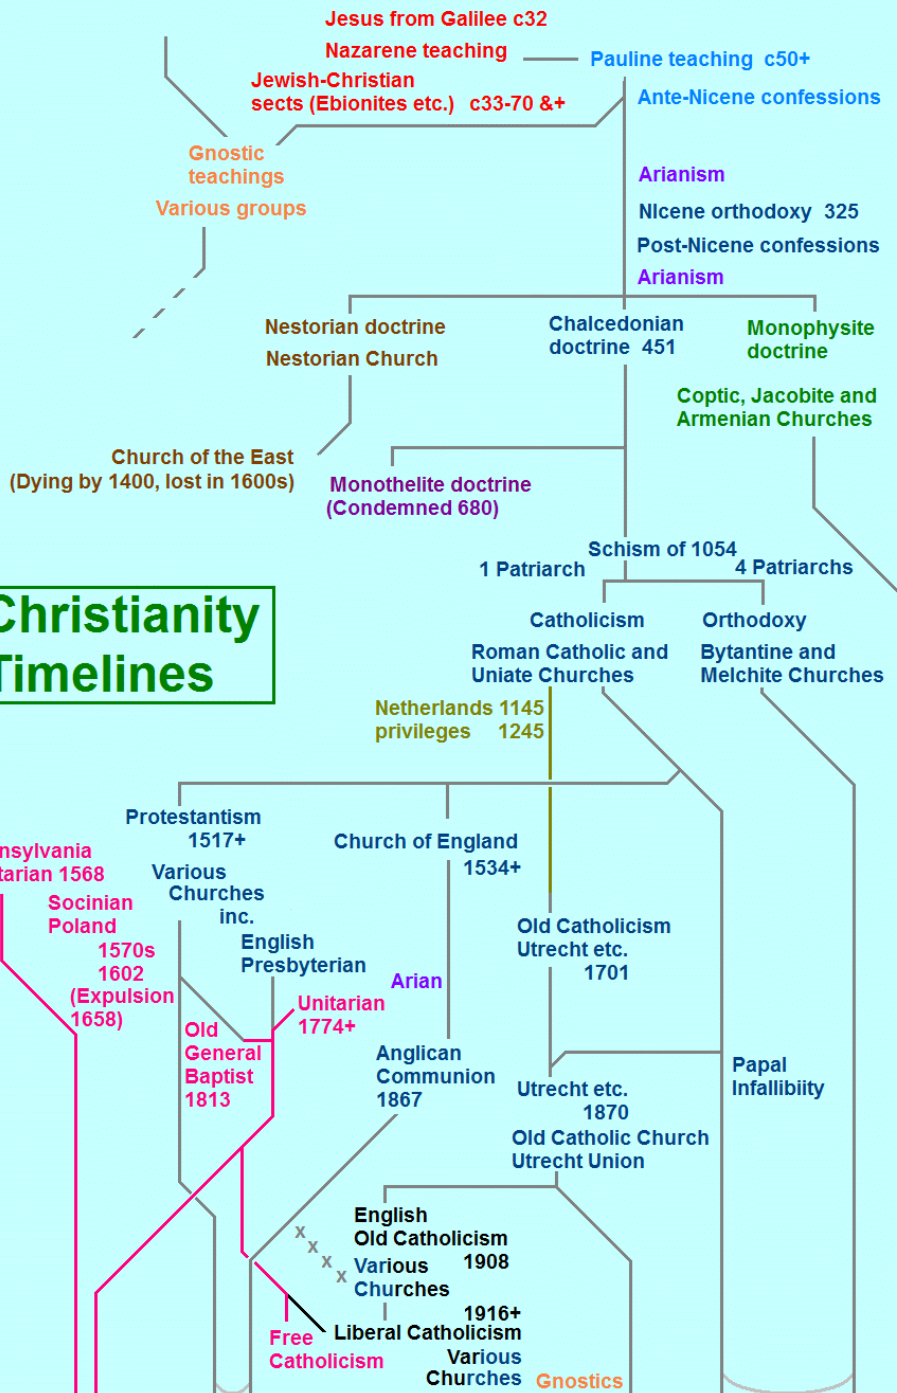 Jesus from Galilee c32
Nazarene teaching
Pauline teaching c50+
Jewish-Christian
sects (Ebionites etc.) c33-70 &+
Ante-Nicene confessions
Gnostic
teachings
Various groups
Arianism
NIcene orthodoxy 325
Post-Nicene confessions
Arianism
Nestorian doctrine
Nestorian Church
Chalcedonian
doctrine 451
Monophysite
doctrine
Coptic, Jacobite and
Armenian Churches
Church of the East
(Dying by 1400, lost in 1600s)
Monothelite doctrine
(Condemned 680)
Schism of 1054
1 Patriarch
4 Patriarchs
Christianity
Timelines
Catholicism
Orthodoxy
Roman Catholic and
Uniate Churches
Bytantine and
Melchite Churches
Netherlands 1145
privileges 1245
Protestantism
1517+
Church of England
1534+
nsylvania
tarian 1568
Various
Churches
inc.
Socinian
Poland
1570s
1602
(Expulsion
1658)
English
Presbyterian
Old Catholicism
Utrecht etc.
1701
Arian
Unitarian
1774+
Old
General
Baptist
1813
Anglican
Communion
1867
Papal
Infallibiity
Utrecht etc.
1870
Old Catholic Church
Utrecht Union
English
Old Catholicism
1908
x
x
x
x
Various
Churches
1916+
Liberal Catholicism
Free
Catholicism
Various
Churches
Gnostics